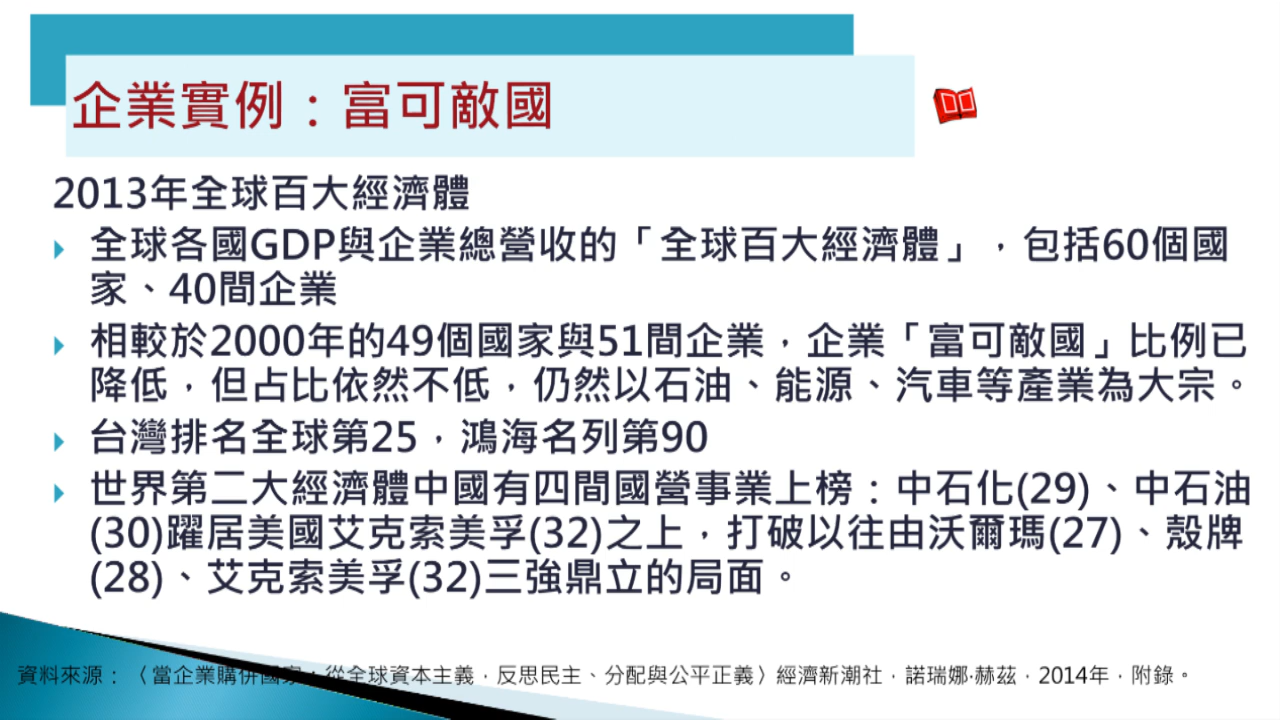 企業實例：富可敵國
2013年全球百大經濟體
全球各國GDP與企業總營收的「全球百大經濟體」，包括60個國
家、40間企業
相較於2000年的49個國家與51間企業，企業「富可敵國」比例已
降低，但占比依然不低，仍然以石油、能源、汽車等產業為大宗。
台灣排名全球第25，鴻海名列第90
世界第二大經濟體中國有四間國營事業上榜：中石化(29)、中石油
(30)躍居美國艾克索美孚(32)之上，打破以往由沃爾瑪(27)、殼牌
(28)、艾克索美孚(32)三強鼎立的局面。
資料來源：〈當企業購併國家：從全球資本主義，反思民主、分配與公平正義〉經濟新潮社，諾瑞娜·赫茲，2014年，附錄。